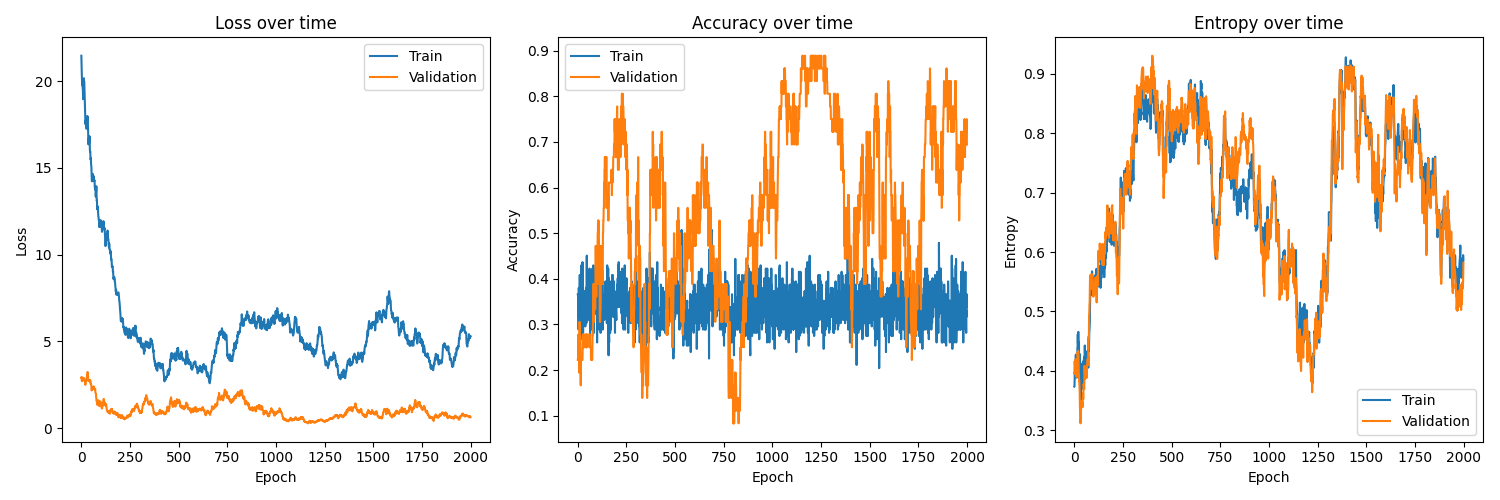 Loss over time
Train
Validation
20
15
10
5
0
Loss
0 250 500 750 1000 1250 1500 1750 2000
Epoch
Accuracy over time
Train
Validation
0.9
0.8
0.7
0.6
0.5
0.4
0.3
0.2
0.1
Accuracy
0 250 500 750 1000 1250 1500 1750 2000
Epoch
Entropy over time
0.9
0.8
0.7
0.6
0.5
0.4
0.3
Entropy
Train
Validation
0 250 500 750 1000 1250 1500 1750 2000
Epoch